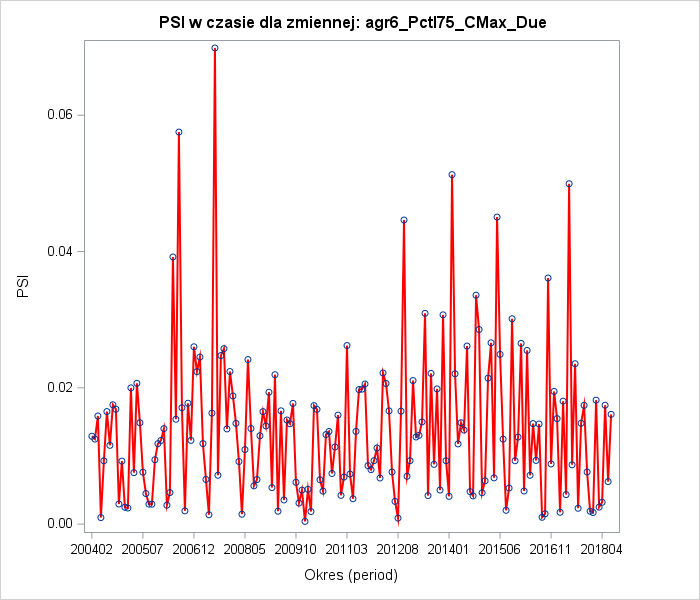 PSI w czasie dla zmiennej: agr6_Pctl75_CMax_Due
0.06
0.04
0.02
0.00
PSI
200402 200507 200612 200805 200910 201103 201208 201401 201506 201611 201804
Okres (period)